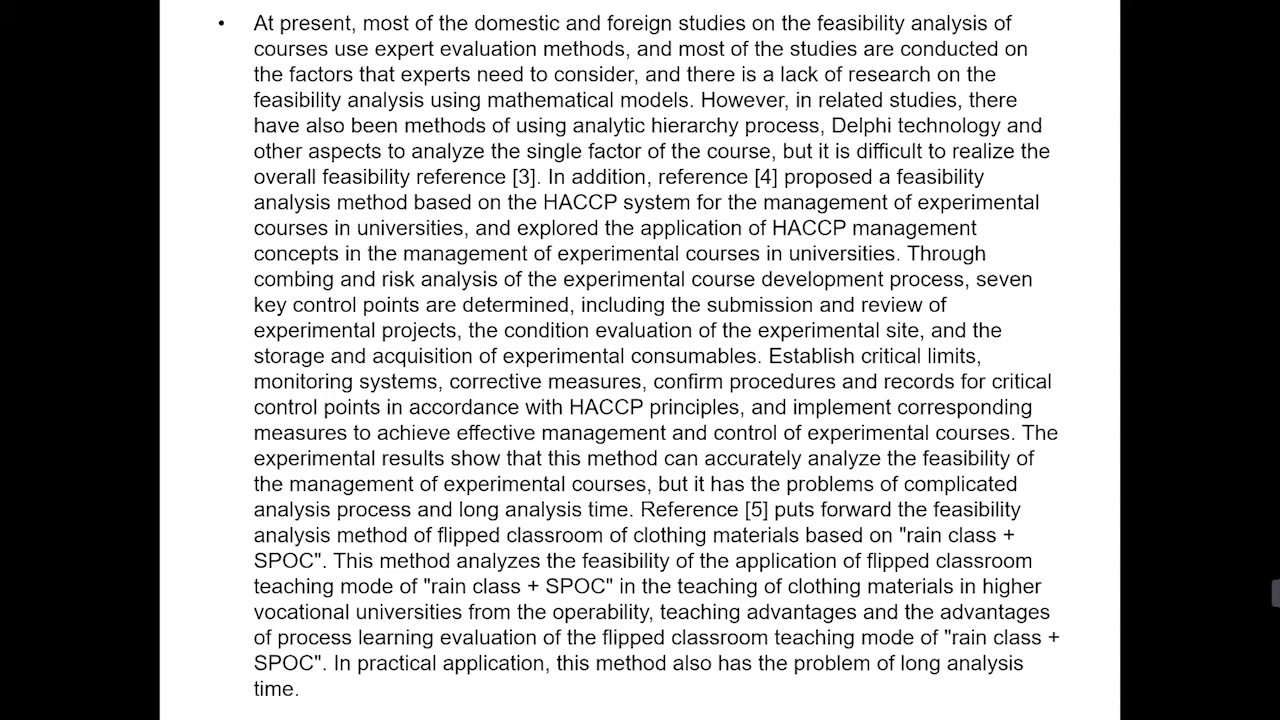 • At present, most of the domestic and foreign studies on the feasibility analysis of
courses use expert evaluation methods, and most of the studies are conducted on
the factors that experts need to consider, and there is a lack of research on the
feasibility analysis using mathematical models. However, in related studies, there
have also been methods of using analytic hierarchy process, Delphi technology and
other aspects to analyze the single factor of the course, but it is difficult to realize the
overall feasibility reference [3]. In addition, reference [4] proposed a feasibility
analysis method based on the HACCP system for the management of experimental
courses in universities, and explored the application of HACCP management
concepts in the management of experimental courses in universities. Through
combing and risk analysis of the experimental course development process, seven
key control points are determined, including the submission and review of
experimental projects, the condition evaluation of the experimental site, and the
storage and acquisition of experimental consumables. Establish critical limits,
monitoring systems, corrective measures, confirm procedures and records for critical
control points in accordance with HACCP principles, and implement corresponding
measures to achieve effective management and control of experimental courses. The
experimental results show that this method can accurately analyze the feasibility of
the management of experimental courses, but it has the problems of complicated
analysis process and long analysis time. Reference [5] puts forward the feasibility
analysis method of flipped classroom of clothing materials based on "rain class +
SPOC". This method analyzes the feasibility of the application of flipped classroom
teaching mode of "rain class + SPOC" in the teaching of clothing materials in higher
vocational universities from the operability, teaching advantages and the advantages
of process learning evaluation of the flipped classroom teaching mode of "rain class +
SPOC". In practical application, this method also has the problem of long analysis
time.